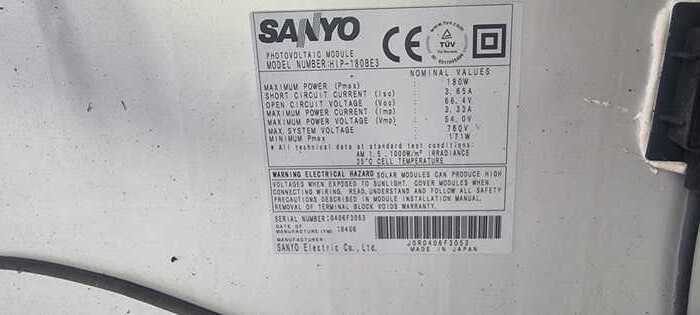 SANYO
PHOTOVOLTAIC MODULE
MODEL NUMBER:HIP-180BE3
CE
TÜV
NOMINAL VALUES
MAXIMUM POWER (Pmax) 180W
SHORT CIRCUIT CURRENT (Isc) 3.65A
OPEN CIRCUIT VOLTAGE (Voc) 66.4V
MAXIMUM POWER CURRENT (Imp) 3.33A
MAXIMUM POWER VOLTAGE (Vmp) 54.0V
MAX. SYSTEM VOLTAGE 760V
MINIMUM Pmax 171W
* All technical data at standard test conditions:
AM 1.5, 1000W/m² IRRADIANCE
25°C CELL TEMPERATURE
WARNING ELECTRICAL HAZARD SOLAR MODULES CAN PRODUCE HIGH
VOLTAGES WHEN EXPOSED TO SUNLIGHT. COVER MODULES WHEN
CONNECTING WIRING. READ, UNDERSTAND AND FOLLOW ALL SAFETY
PRECAUTIONS DESCRIBED IN MODULE INSTALLATION MANUAL.
REMOVAL OF TERMINAL BLOCK VOIDS WARRANTY.
SERIAL NUMBER:0406F3053
DATE OF
MANUFACTURE(YM) 18406
MANUFACTURER:
SANYO Electric Co., Ltd.
J0R0406F3053
MADE IN JAPAN